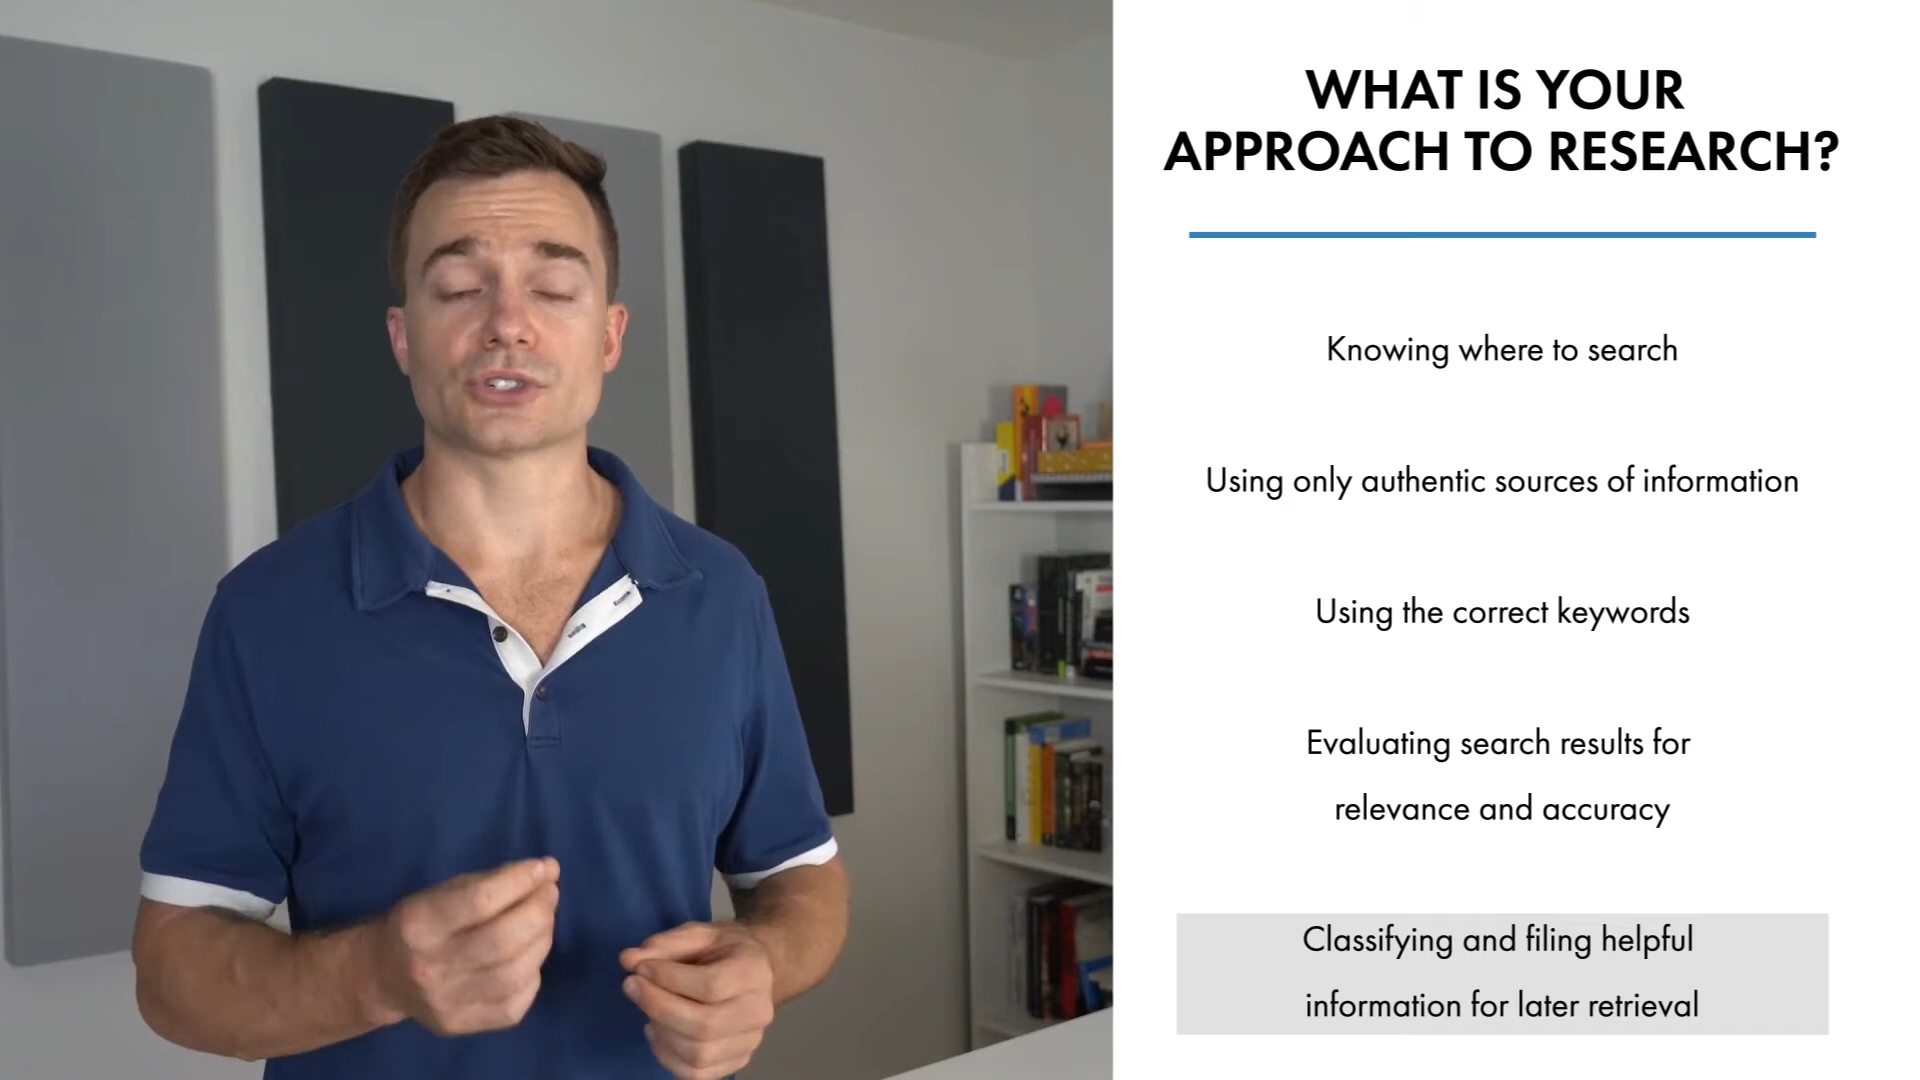 WHAT IS YOUR
APPROACH TO RESEARCH?
Knowing where to search
Using only authentic sources of information
Using the correct keywords
Evaluating search results for
relevance and accuracy
Classifying and filing helpful
information for later retrieval